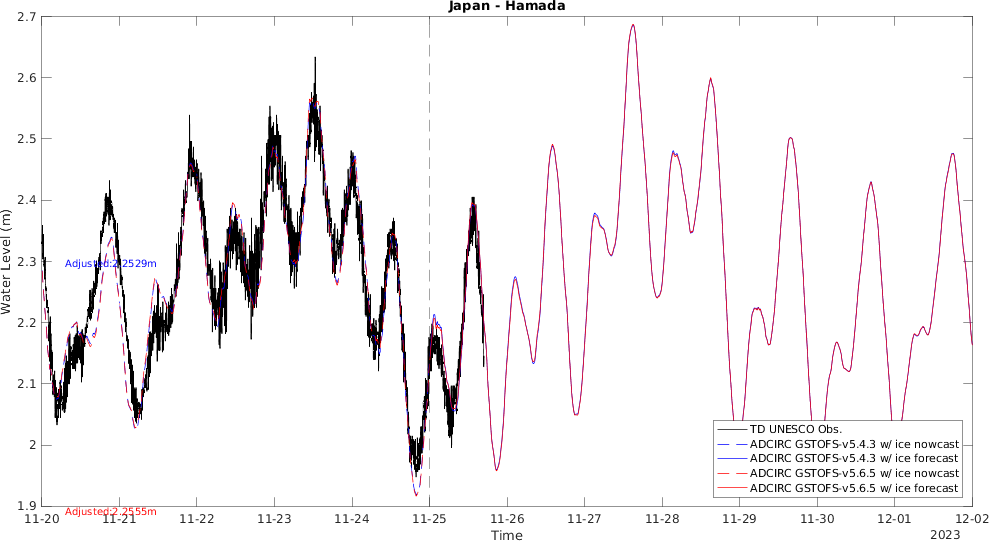 Japan - Hamada
2.7
2.6
2.5
2.4
2.3
2.2
2.1
2
1.9
Water Level (m)
Adjusted:2.2529m
Adjusted:2.2555m
TD UNESCO Obs.
ADCIRC GSTOFS-v5.4.3 w/ ice nowcast
ADCIRC GSTOFS-v5.4.3 w/ ice forecast
ADCIRC GSTOFS-v5.6.5 w/ ice nowcast
ADCIRC GSTOFS-v5.6.5 w/ ice forecast
11-20 11-21 11-22 11-23 11-24 11-25 11-26 11-27 11-28 11-29 11-30 12-01 12-02
Time
2023